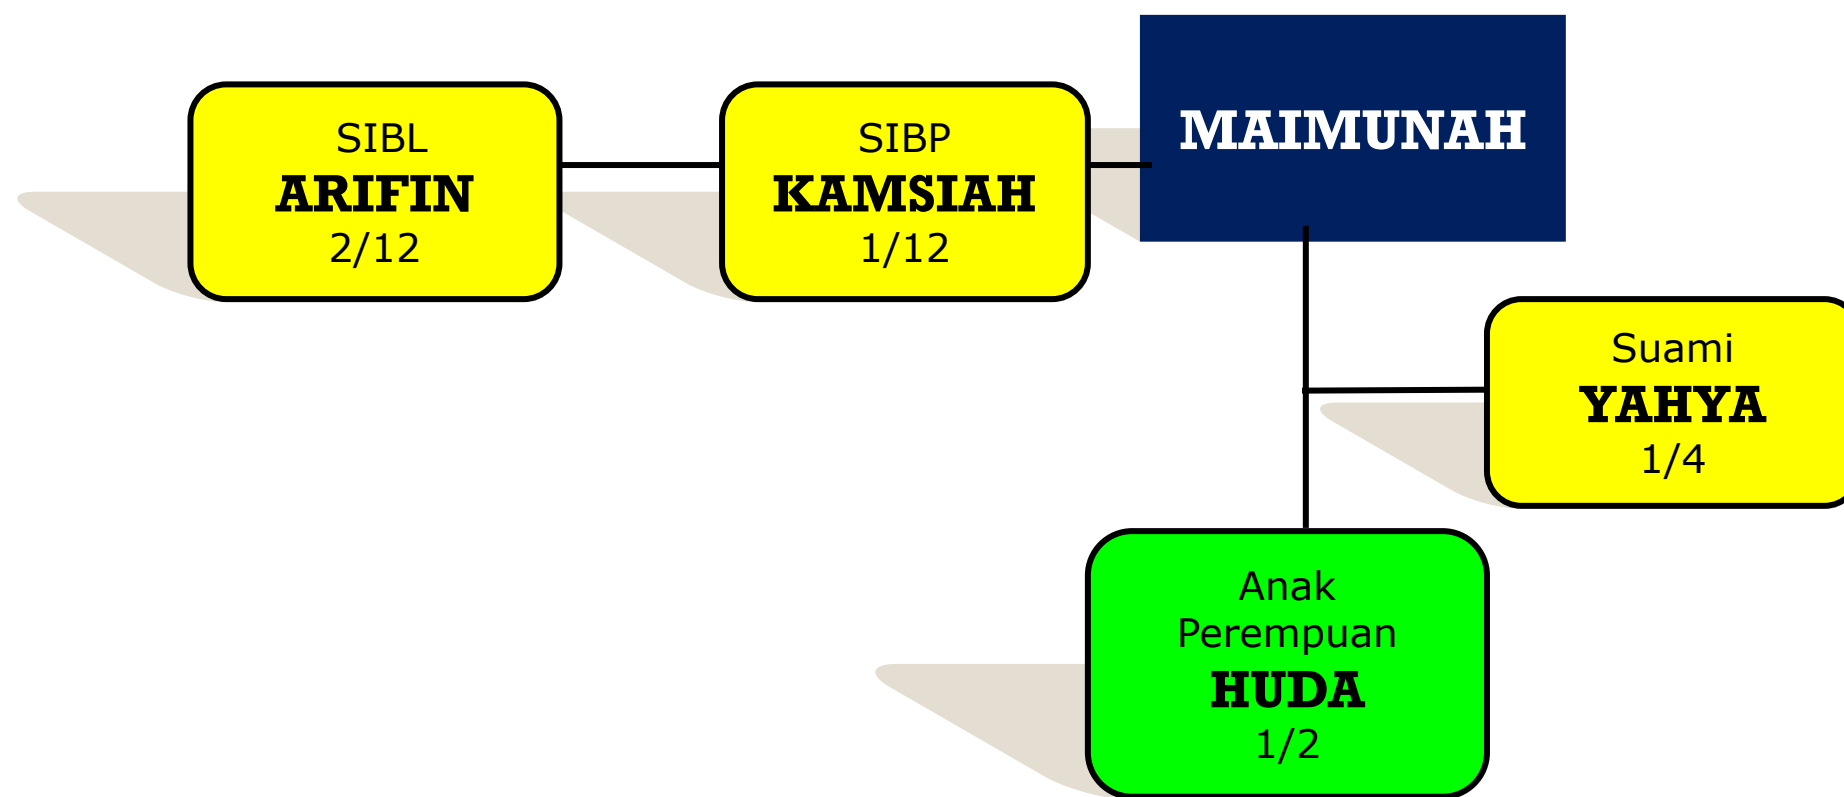 SIBL
ARIFIN
2/12
SIBP
KAMSIAH
1/12
MAIMUNAH
Suami
YAHYA
1/4
Anak
Perempuan
HUDA
1/2